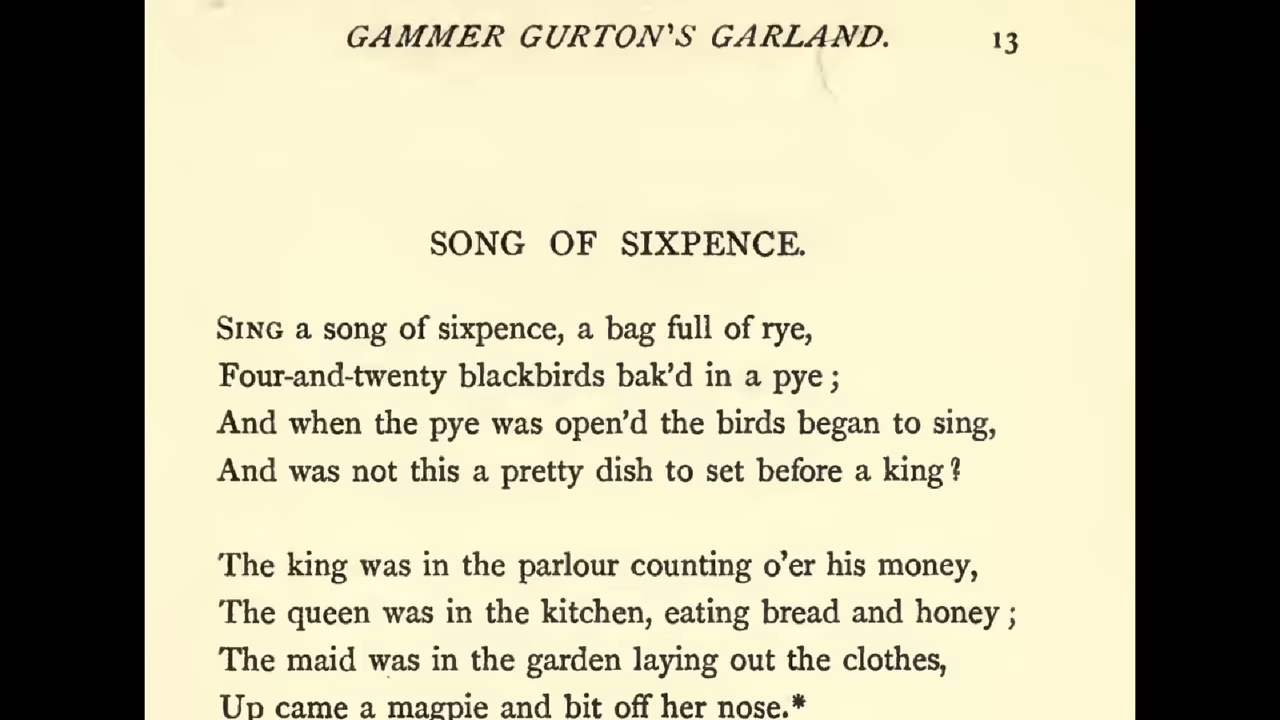 GAMMER GURTON'S GARLAND. 13
SONG OF SIXPENCE.
SING a song of sixpence, a bag full of rye,
Four-and-twenty blackbirds bak'd in a pye ;
And when the pye was open'd the birds began to sing,
And was not this a pretty dish to set before a king?
The king was in the parlour counting o'er his money,
The queen was in the kitchen, eating bread and honey ;
The maid was in the garden laying out the clothes,
Up came a magpie and bit off her nose.*